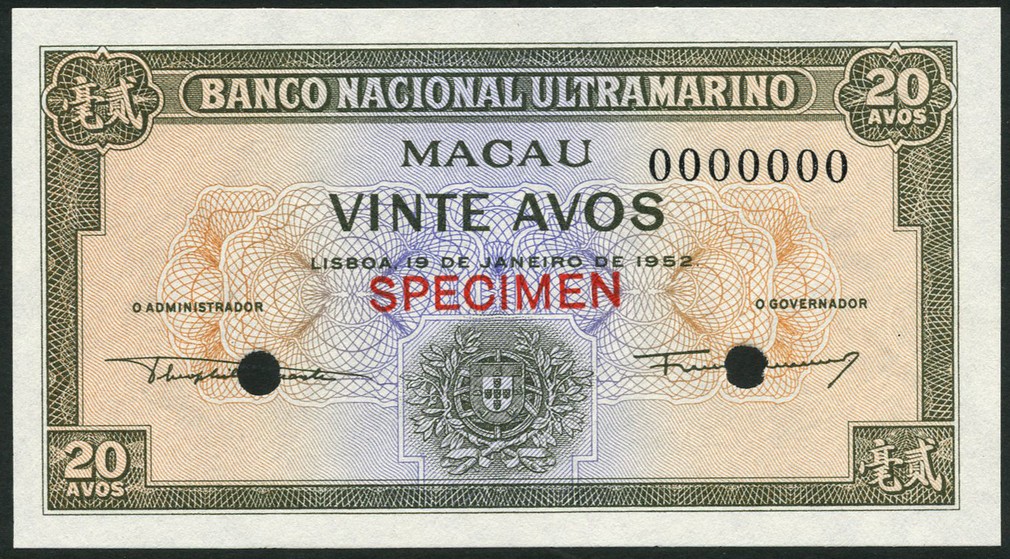 貳毫
BANCO NACIONAL ULTRAMARINO
20
AVOS
MACAU
0000000
VINTE AVOS
LISBOA, 19 DE JANEIRO DE 1952
SPECIMEN
O ADMINISTRADOR
O GOVERNADOR
20
AVOS
貳毫